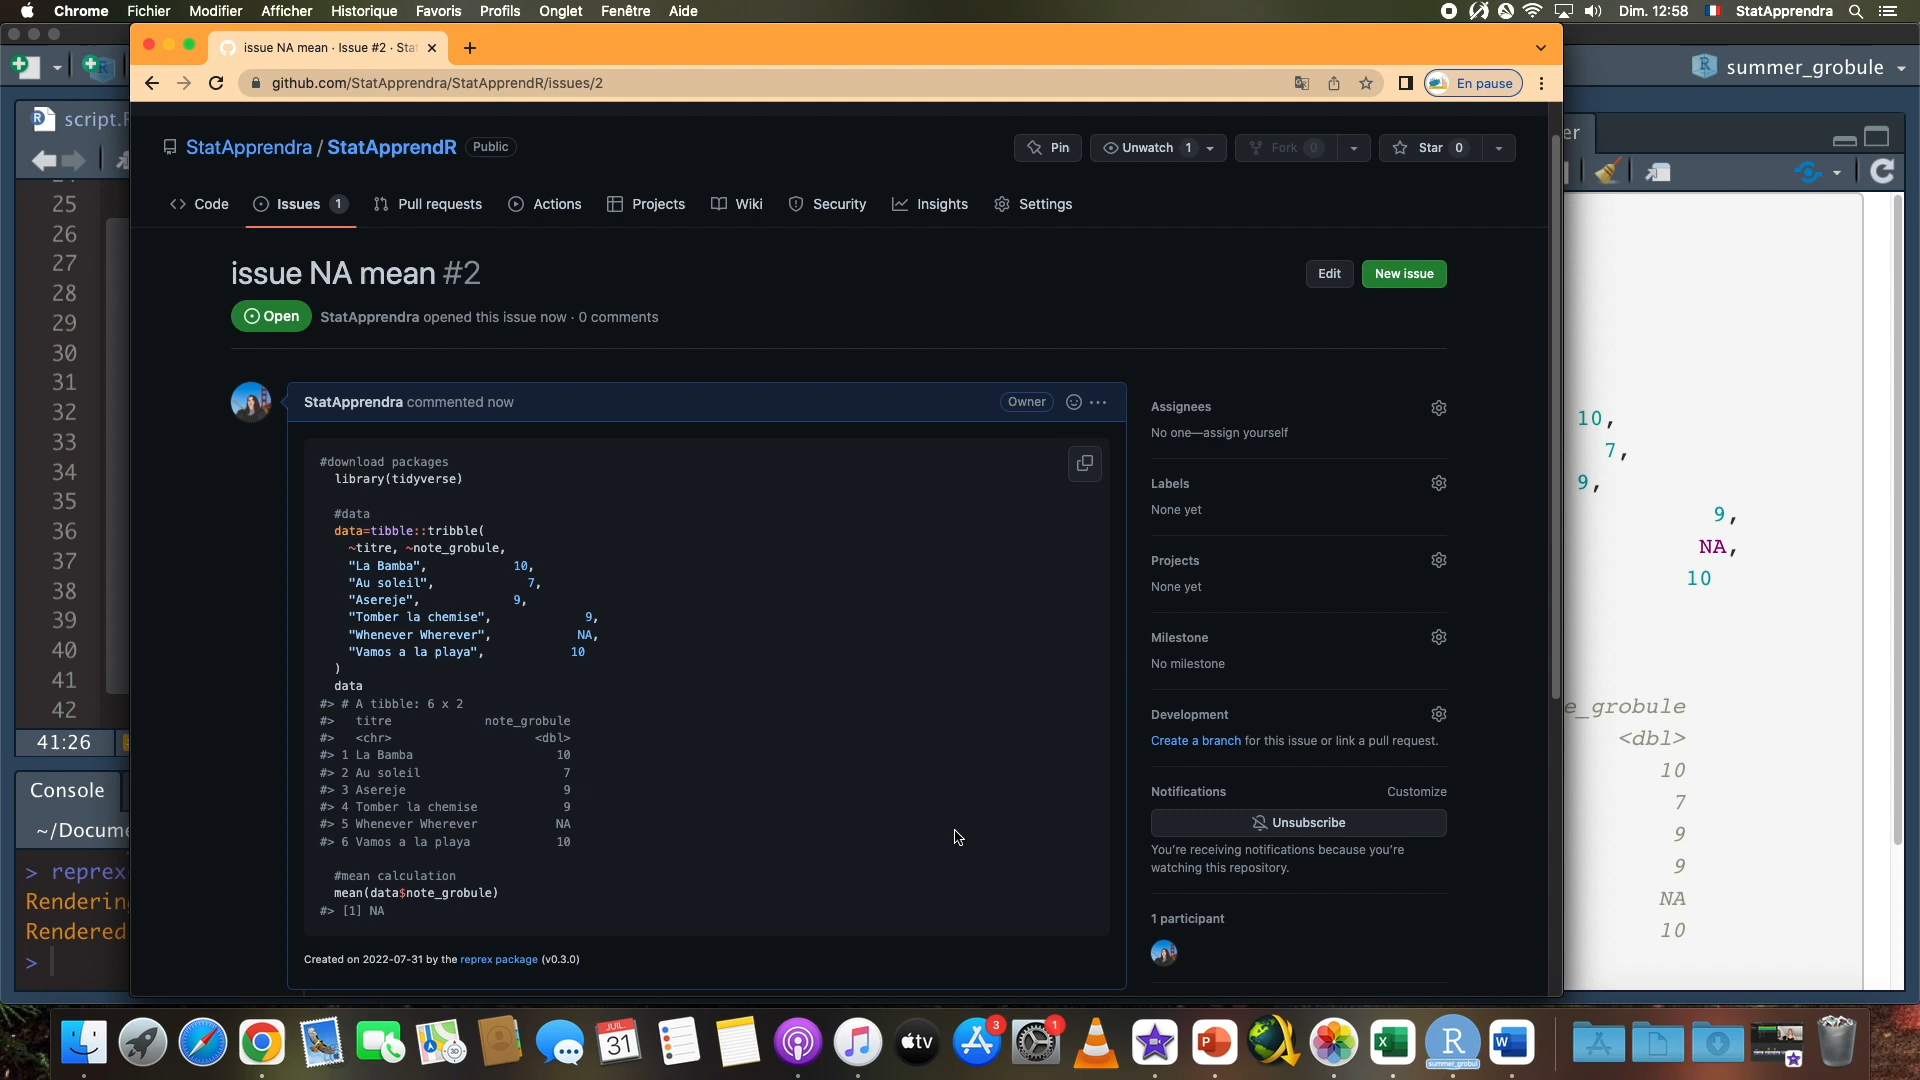 Chrome Fichier Modifier Afficher Historique Favoris Profils Onglet Fenêtre Aide Dim. 12:58 StatApprendra
issue NA mean · Issue #2 · Sta
summer_grobule
github.com/StatApprendra/StatApprendR/issues/2
En pause
script.R
StatApprendra / StatApprendR Public
Pin
Unwatch 1
Fork 0
Star 0
Code
Issues 1
Pull requests
Actions
Projects
Wiki
Security
Insights
Settings
issue NA mean #2
Edit
New issue
Open
StatApprendra opened this issue now · 0 comments
StatApprendra commented now
Owner
#download packages
library(tidyverse)
#data
data=tibble::tribble(
~titre, ~note_grobule,
"La Bamba", 10,
"Au soleil", 7,
"Asereje", 9,
"Tomber la chemise", 9,
"Whenever Wherever", NA,
"Vamos a la playa", 10
)
data
#> # A tibble: 6 x 2
#> titre note_grobule
#> <chr> <dbl>
#> 1 La Bamba 10
#> 2 Au soleil 7
#> 3 Asereje 9
#> 4 Tomber la chemise 9
#> 5 Whenever Wherever NA
#> 6 Vamos a la playa 10
#mean calculation
mean(data$note_grobule)
#> [1] NA
Created on 2022-07-31 by the reprex package (v0.3.0)
Assignees
No one—assign yourself
Labels
None yet
Projects
None yet
Milestone
No milestone
Development
Create a branch for this issue or link a pull request.
Notifications Customize
Unsubscribe
You're receiving notifications because you're
watching this repository.
1 participant
25
26
27
28
29
30
31
32
33
34
35
36
37
38
39
40
41
42
41:26
Console
~/Docume
> reprex
Renderin
Rendered
>
er
10,
7,
9,
9,
NA,
10
e_grobule
<dbl>
10
7
9
9
NA
10
JUIL.
31
3D
tv
3
1
P
X
R
summer_grobul
W